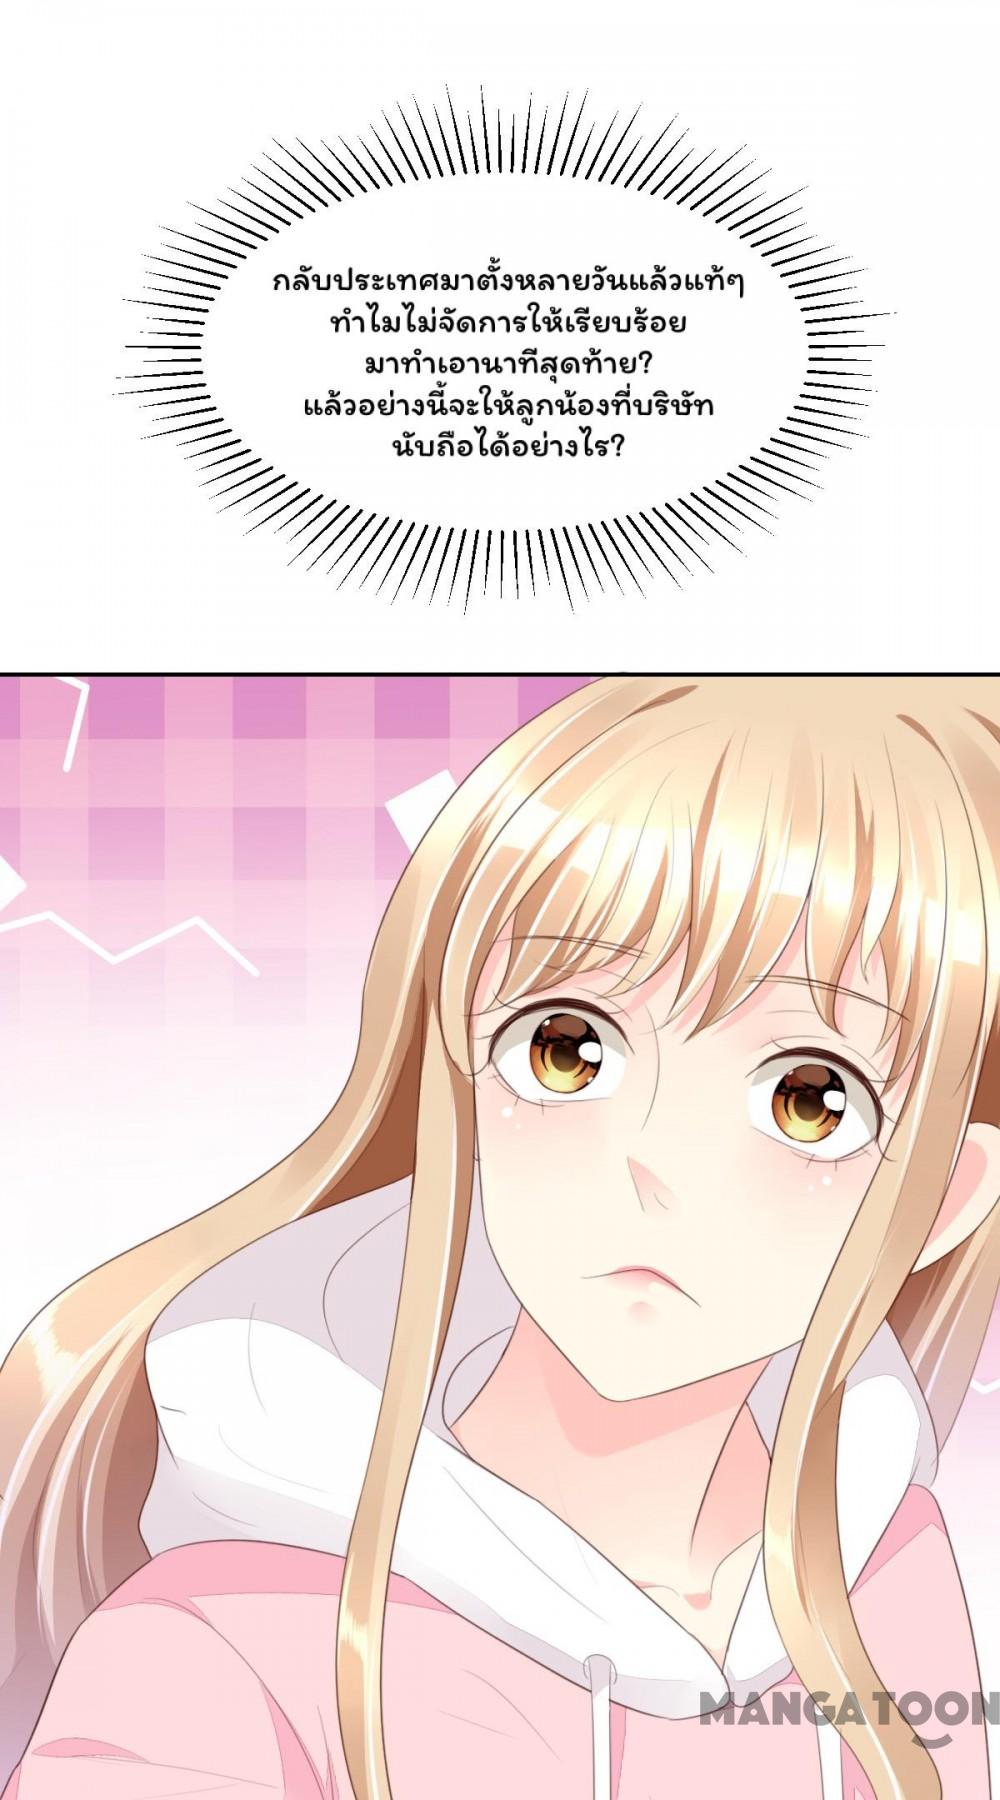 กลับประเทศมาตั้งหลายวันแล้วแท้ๆ
ทำไมไม่จัดการให้เรียบร้อย
มาทำเอานาทีสุดท้าย?
แล้วอย่างนี้จะให้ลูกน้องที่บริษัท
นับถือได้อย่างไร?
MANGATOON